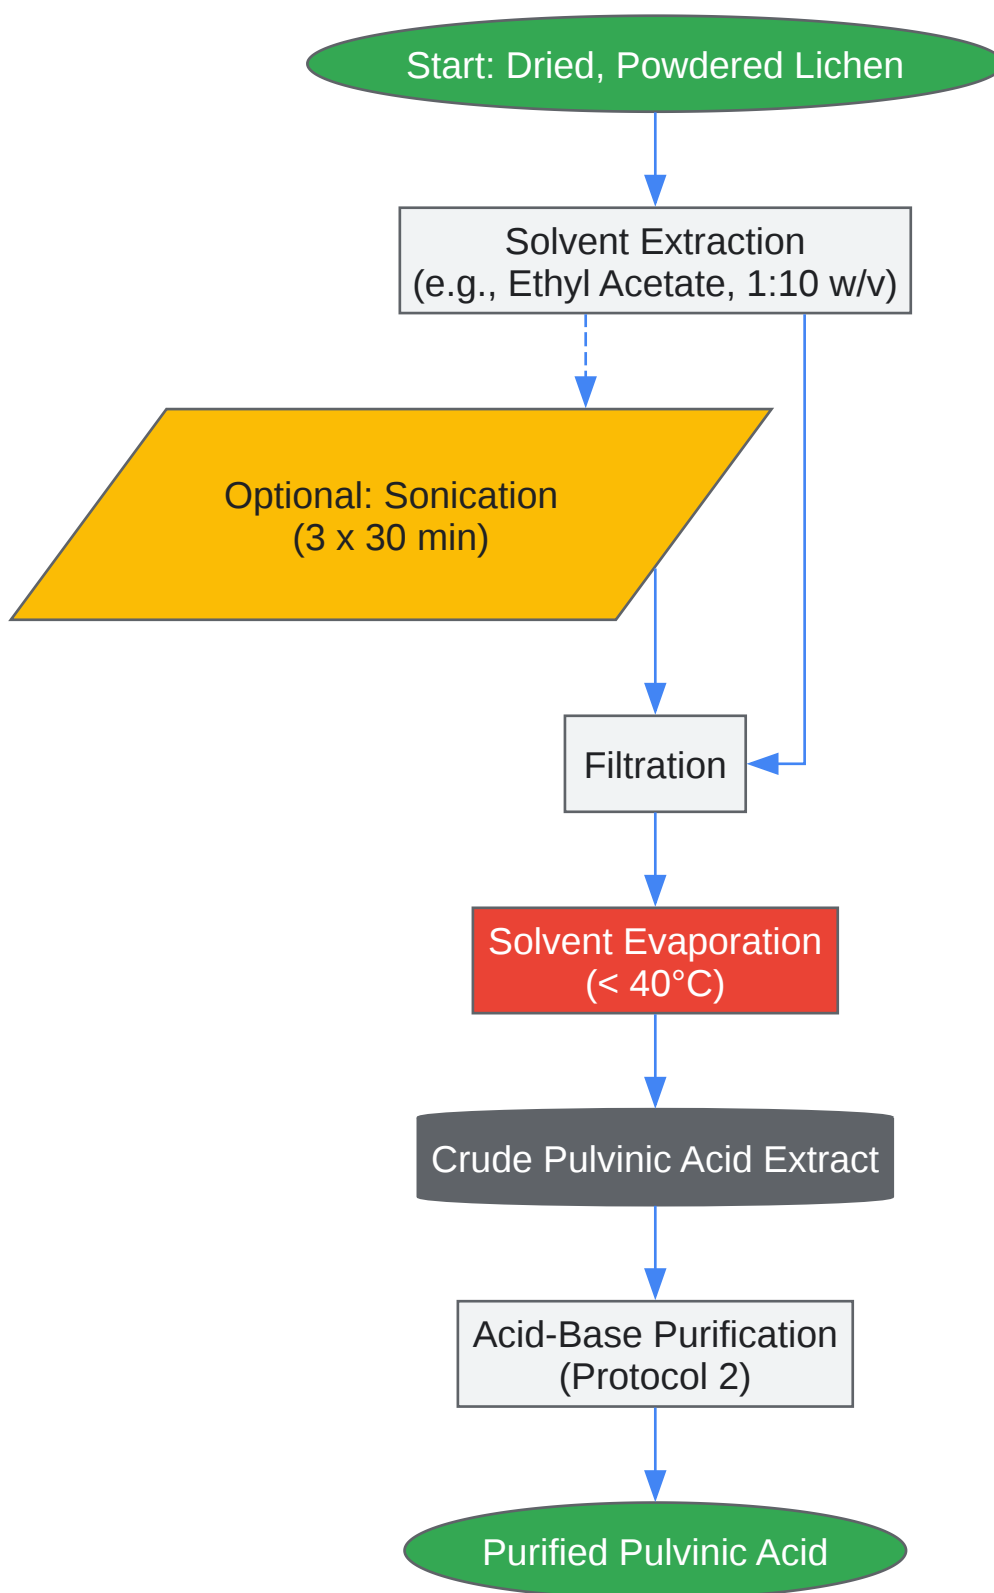 Start: Dried, Powdered Lichen
Solvent Extraction
(e.g., Ethyl Acetate, 1:10 w/v)
Optional: Sonication
(3 x 30 min)
Filtration
Solvent Evaporation
(< 40°C)
Crude Pulvinic Acid Extract
Acid-Base Purification
(Protocol 2)
Purified Pulvinic Acid